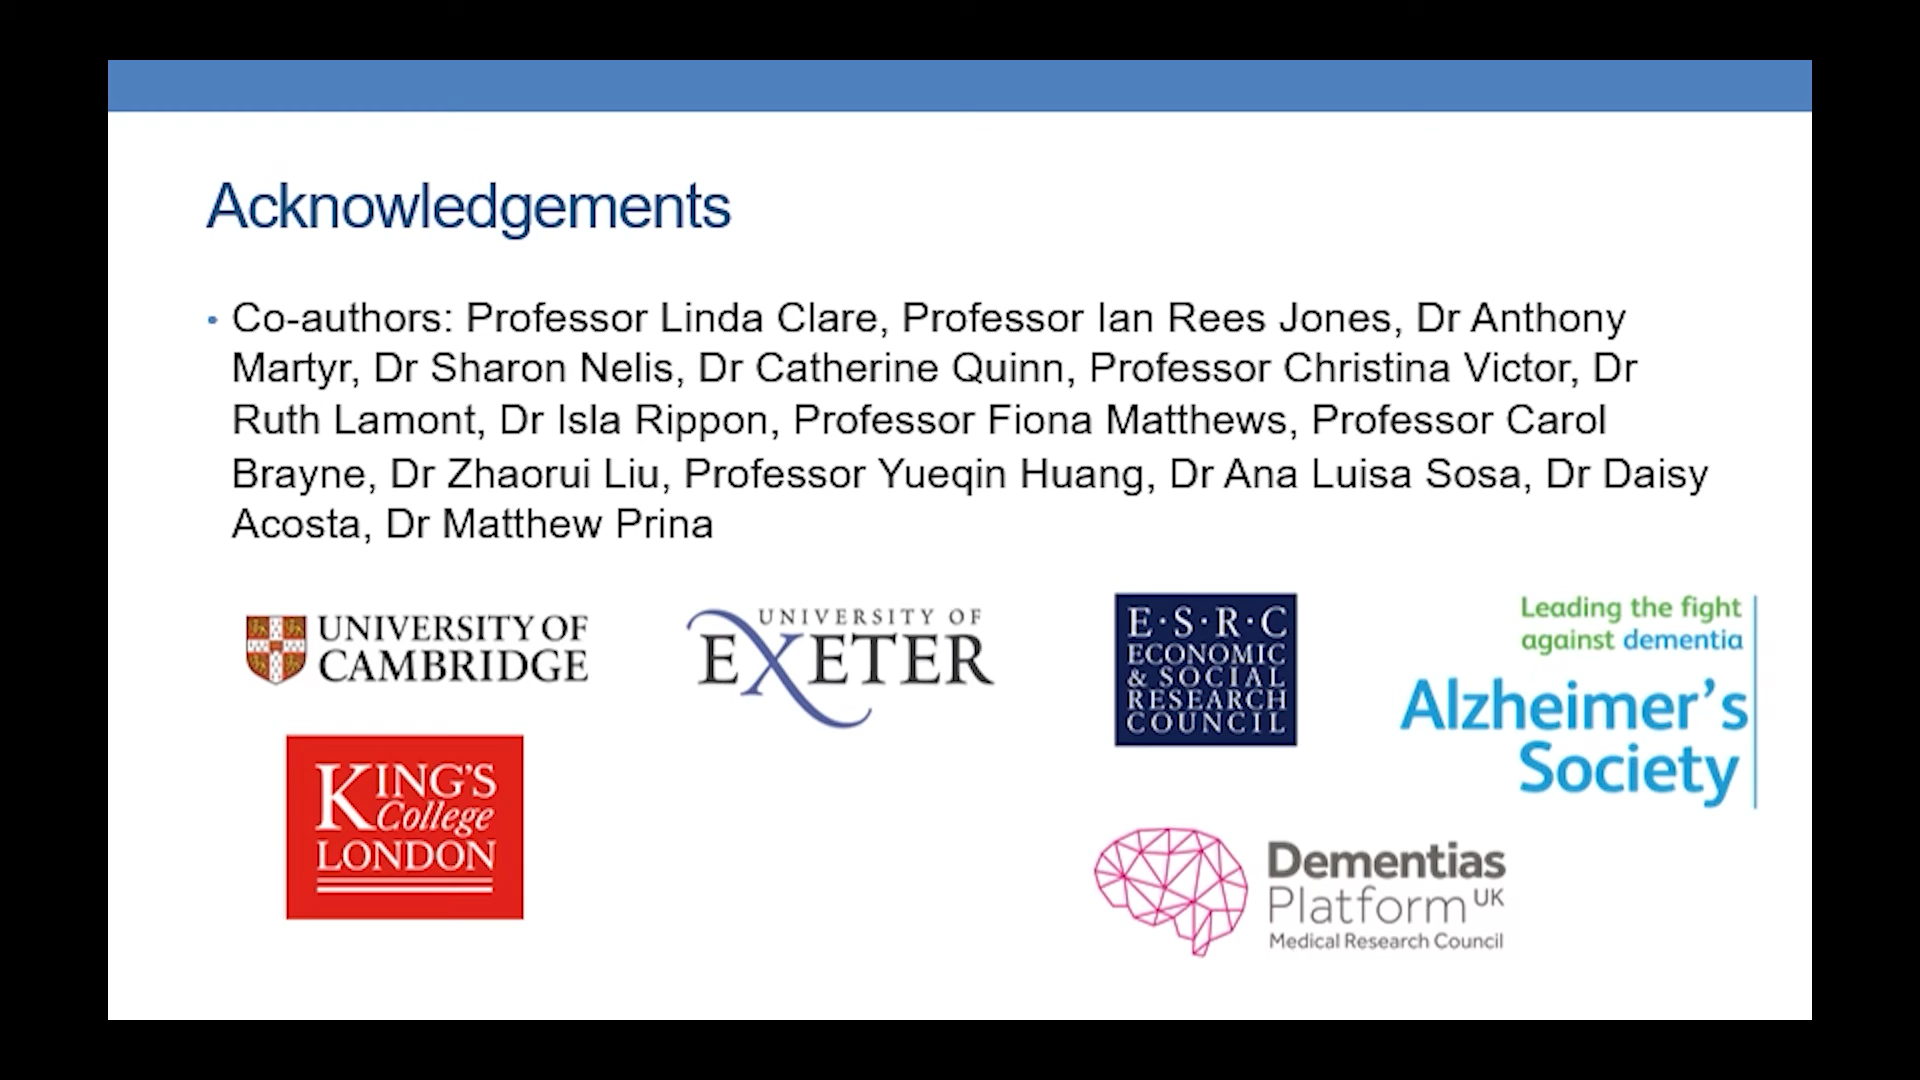 Acknowledgements
• Co-authors: Professor Linda Clare, Professor Ian Rees Jones, Dr Anthony
Martyr, Dr Sharon Nelis, Dr Catherine Quinn, Professor Christina Victor, Dr
Ruth Lamont, Dr Isla Rippon, Professor Fiona Matthews, Professor Carol
Brayne, Dr Zhaorui Liu, Professor Yueqin Huang, Dr Ana Luisa Sosa, Dr Daisy
Acosta, Dr Matthew Prina
UNIVERSITY OF
CAMBRIDGE
UNIVERSITY OF
EXETER
E·S·R·C
ECONOMIC
& SOCIAL
RESEARCH
COUNCIL
Leading the fight
against dementia
Alzheimer's
Society
KING'S
College
LONDON
Dementias
Platform UK
Medical Research Council